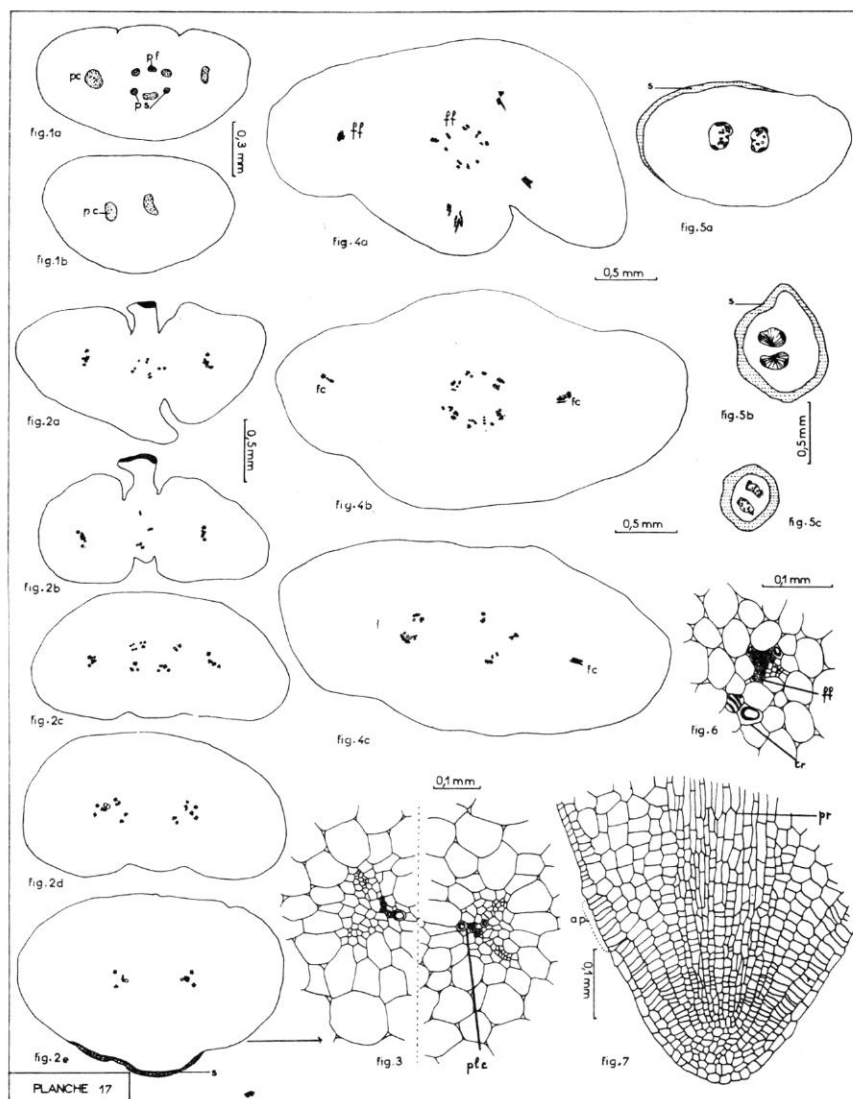 pc
pf
ps
fig.1a
0,3 mm
pc
fig.1b
fig.2a
0,5 mm
fig.2b
fig.2c
fig.2d
fig.2e
s
PLANCHE 17
ff
ff
fig.4a
0,5 mm
fc
fc
fig.4b
0,5 mm
fc
fig.4c
s
fig.5a
s
fig.5b
0,5 mm
fig.5c
0,1 mm
ff
fig.6
cr
0,1 mm
fig.3
plc
pr
ap
0,1 mm
fig.7